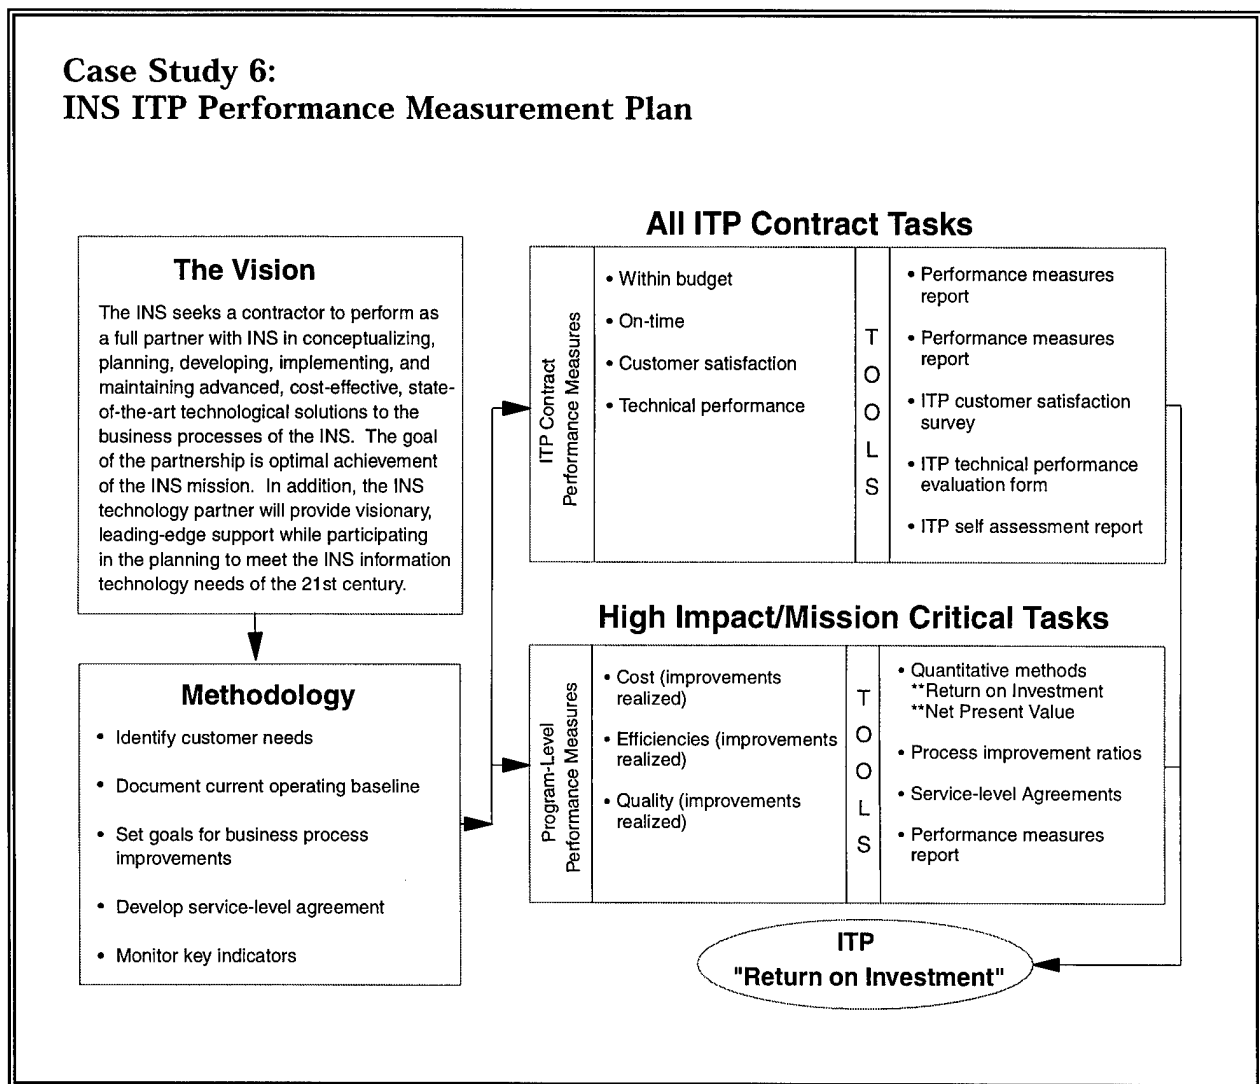 Case Study 6:
INS ITP Performance Measurement Plan
The Vision
The INS seeks a contractor to perform as
a full partner with INS in conceptualizing,
planning, developing, implementing, and
maintaining advanced, cost-effective, state-
of-the-art technological solutions to the
business processes of the INS. The goal
of the partnership is optimal achievement
of the INS mission. In addition, the INS
technology partner will provide visionary,
leading-edge support while participating
in the planning to meet the INS information
technology needs of the 21st century.
Methodology
• Identify customer needs
• Document current operating baseline
• Set goals for business process
improvements
• Develop service-level agreement
• Monitor key indicators
All ITP Contract Tasks
ITP Contract
Performance Measures
• Within budget
• On-time
• Customer satisfaction
• Technical performance
T
O
O
L
S
• Performance measures
report
• Performance measures
report
• ITP customer satisfaction
survey
• ITP technical performance
evaluation form
• ITP self assessment report
High Impact/Mission Critical Tasks
Program-Level
Performance Measures
• Cost (improvements
realized)
• Efficiencies (improvements
realized)
• Quality (improvements
realized)
T
O
O
L
S
• Quantitative methods
**Return on Investment
**Net Present Value
• Process improvement ratios
• Service-level Agreements
• Performance measures
report
ITP
"Return on Investment"